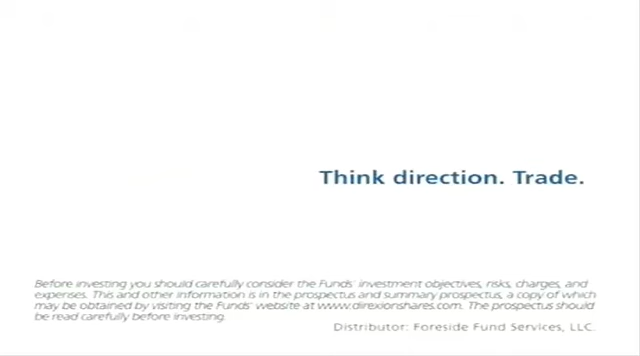 Think direction. Trade.
Before investing you should carefully consider the Funds' investment objectives, risks, charges, and
expenses. This and other information is in the prospectus and summary prospectus, a copy of which
may be obtained by visiting the Funds' website at www.direxionshares.com. The prospectus should
be read carefully before investing.
Distributor: Foreside Fund Services, LLC.